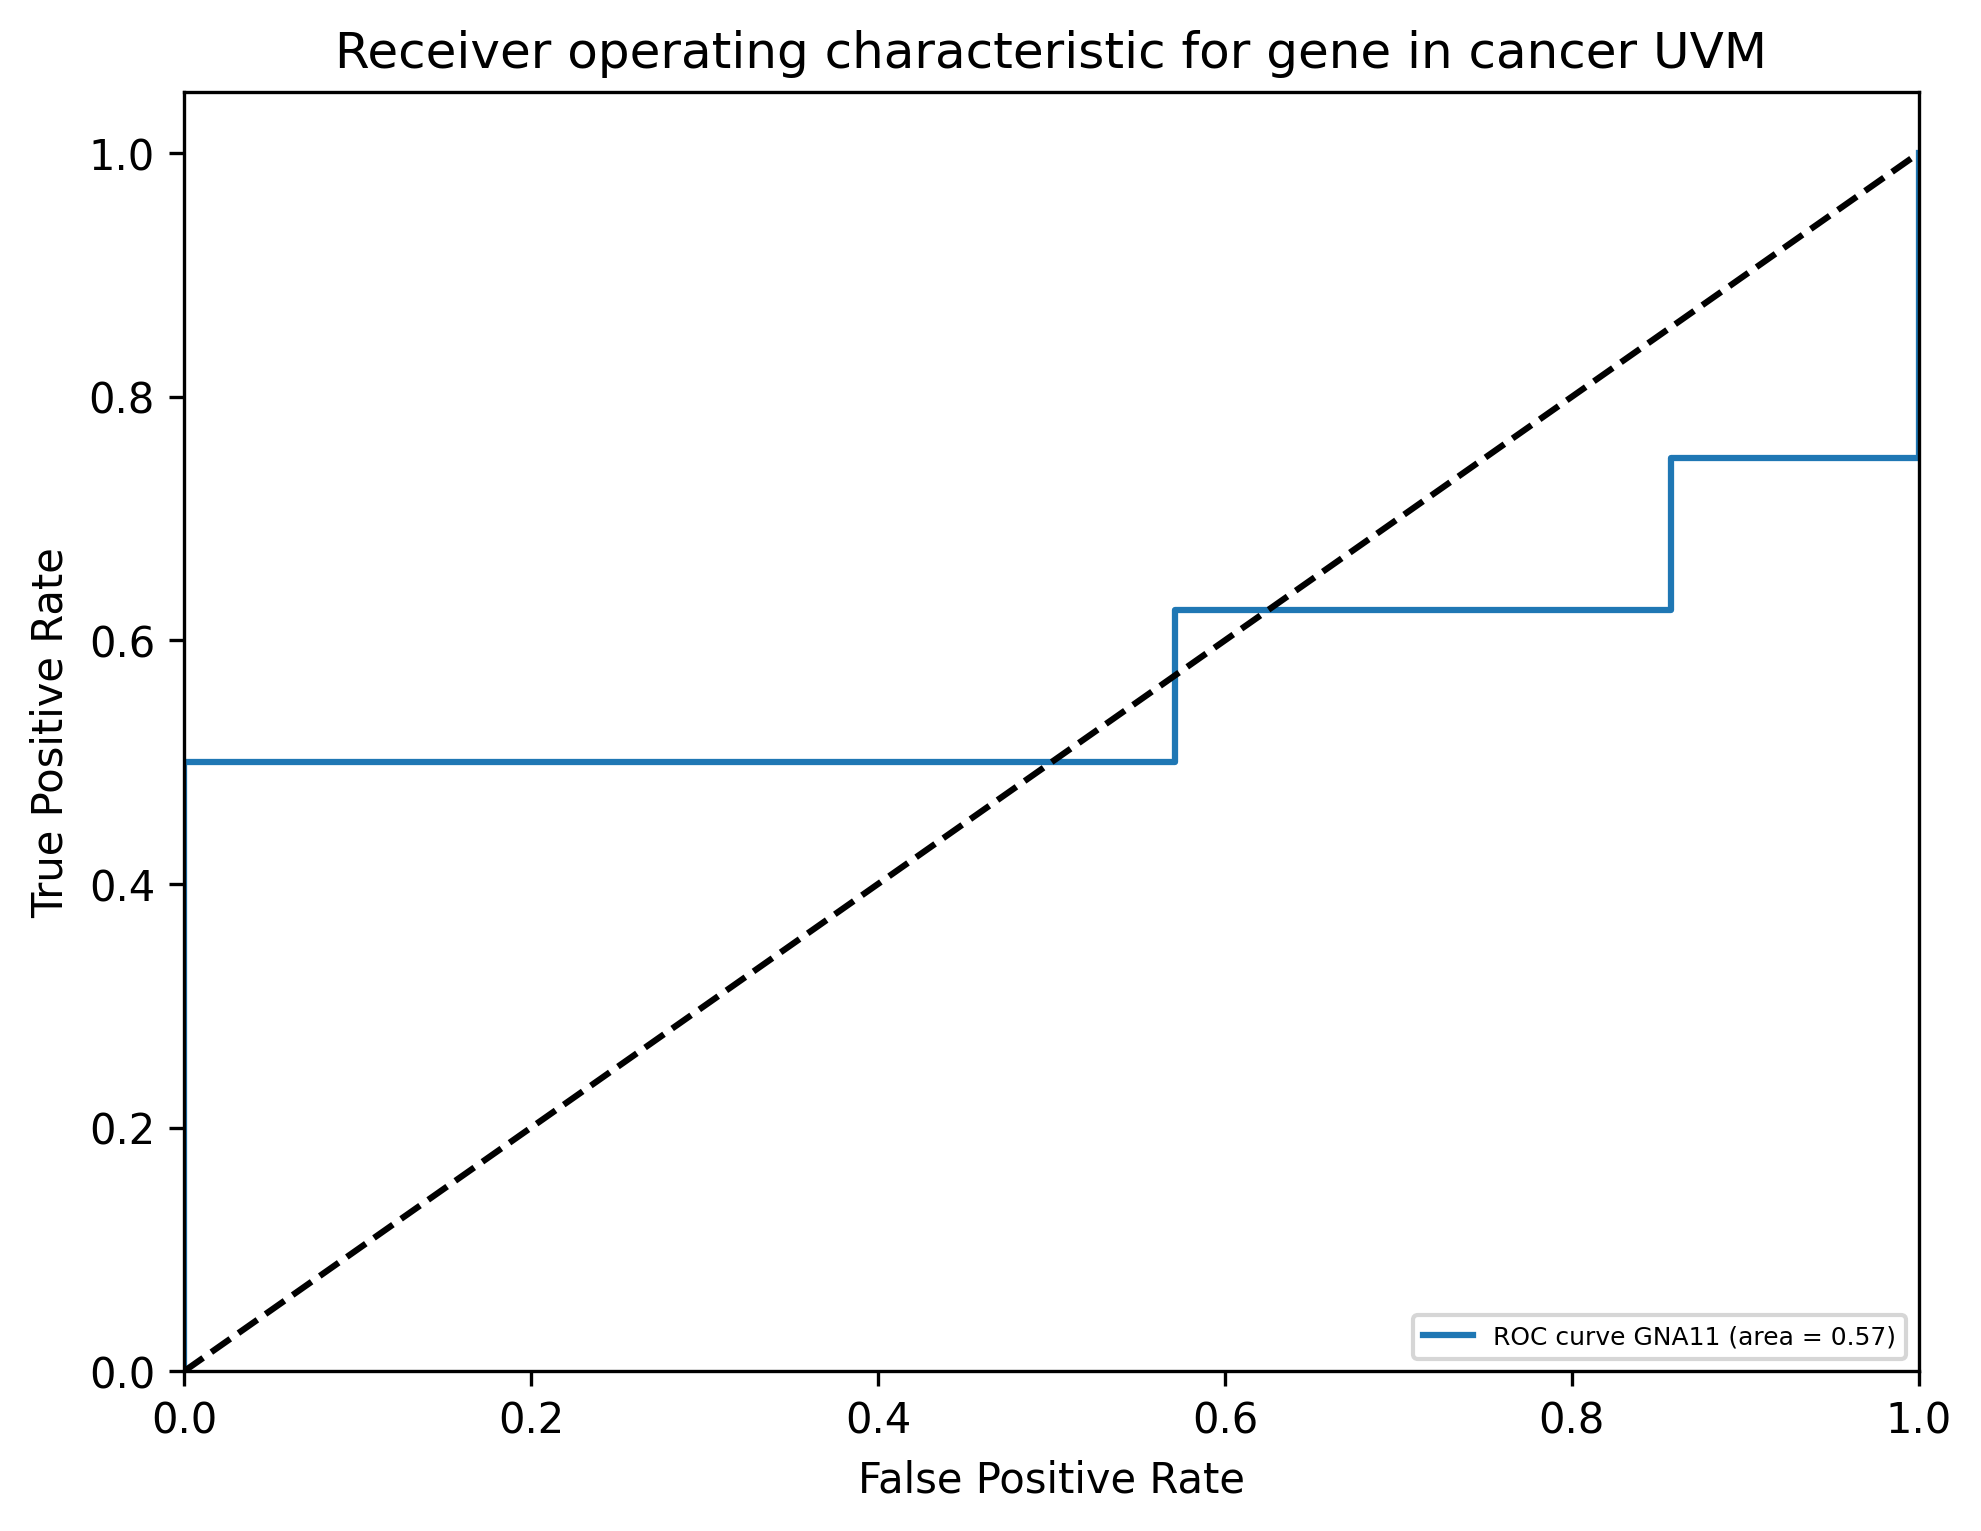 Receiver operating characteristic for gene in cancer UVM
True Positive Rate
1.0
0.8
0.6
0.4
0.2
0.0
0.0 0.2 0.4 0.6 0.8 1.0
False Positive Rate
ROC curve GNA11 (area = 0.57)